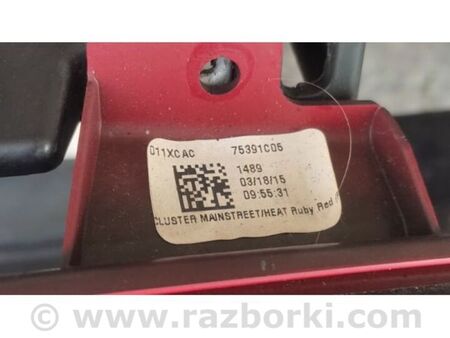 011XCAC 75391C05
1489
03/18/15
09:55:31
CLUSTER MAINSTREET/HEAT Ruby Red
www.razborki.com